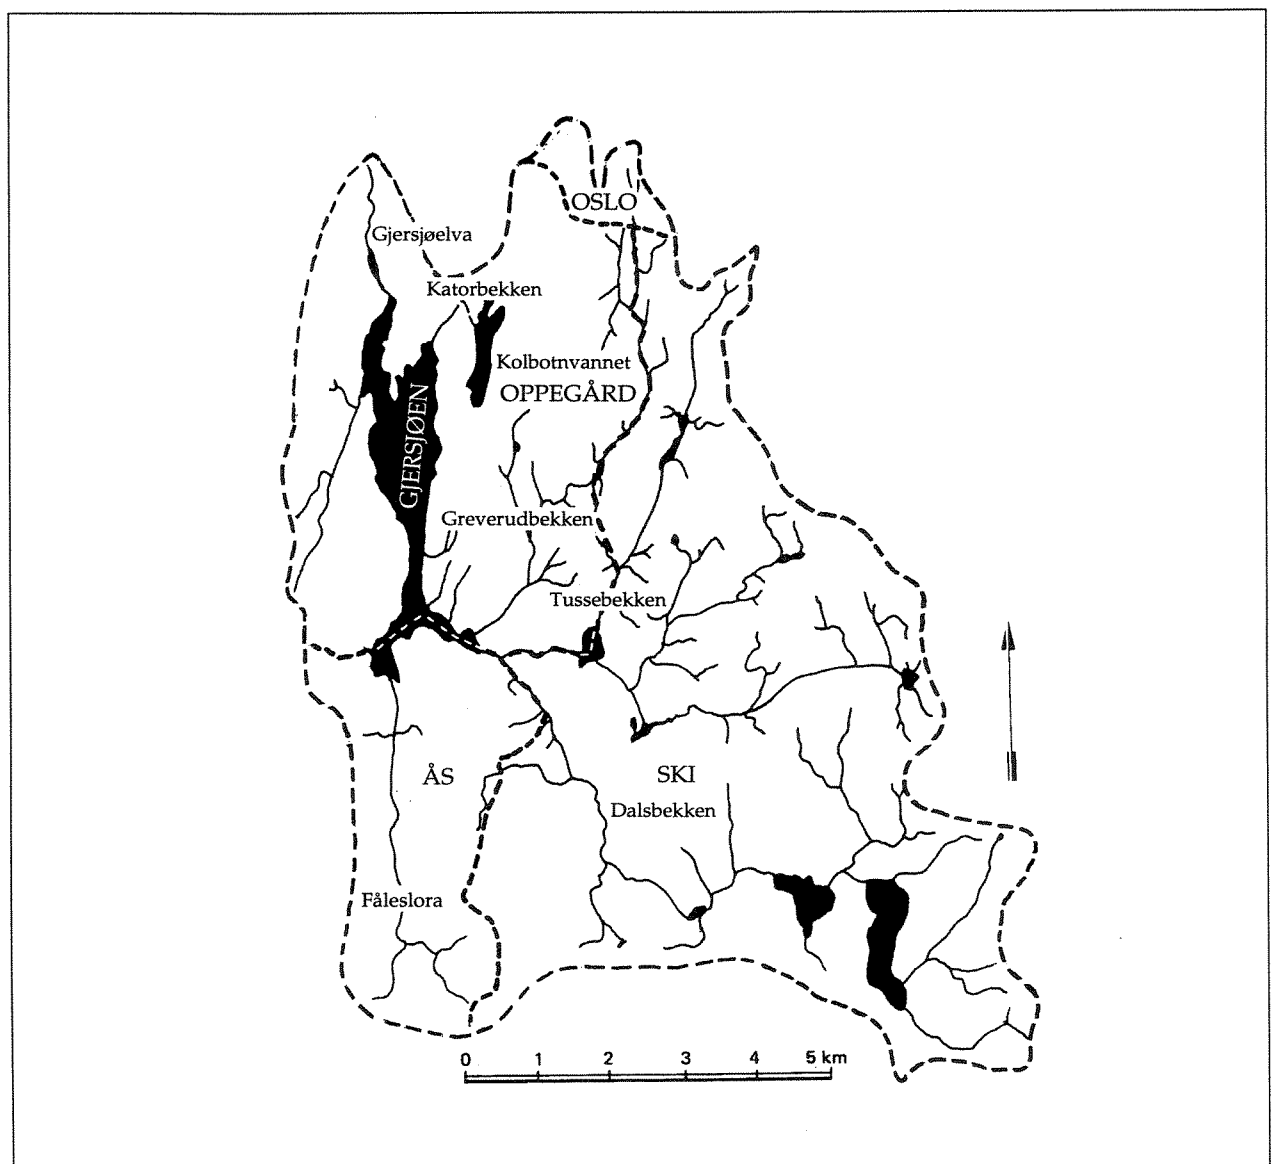 OSLO
Gjersjøelva
Katorbekken
Kolbotnvannet
OPPEGÅRD
GJERSJØEN
Greverudbekken
Tussebekken
ÅS
SKI
Dalsbekken
Fåleslora
0 1 2 3 4 5 km